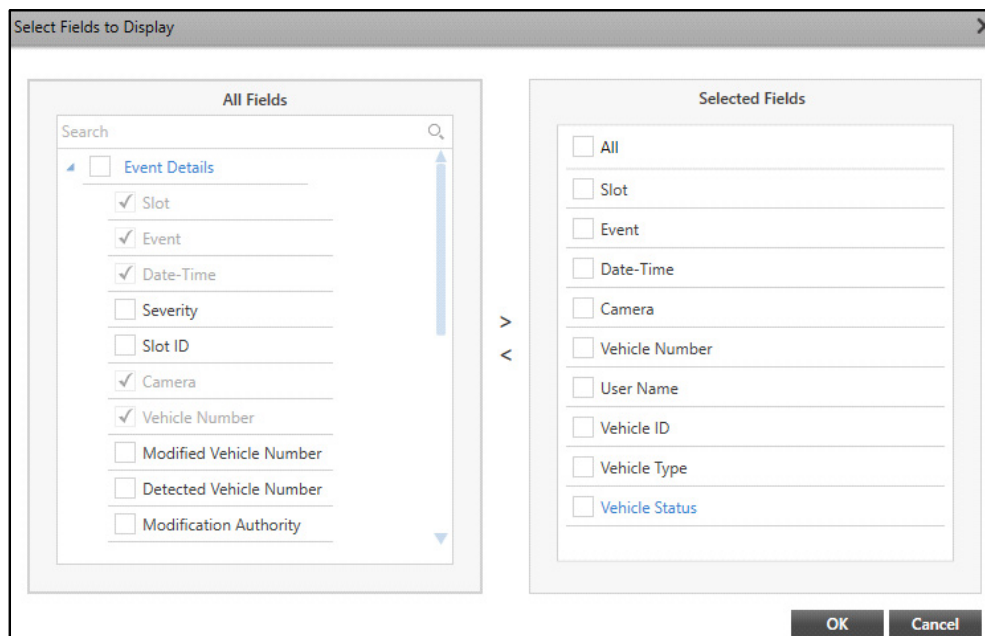 Select Fields to Display
All Fields
Search
Event Details
Slot
Event
Date-Time
Severity
Slot ID
Camera
Vehicle Number
Modified Vehicle Number
Detected Vehicle Number
Modification Authority
>
<
Selected Fields
All
Slot
Event
Date-Time
Camera
Vehicle Number
User Name
Vehicle ID
Vehicle Type
Vehicle Status
OK
Cancel